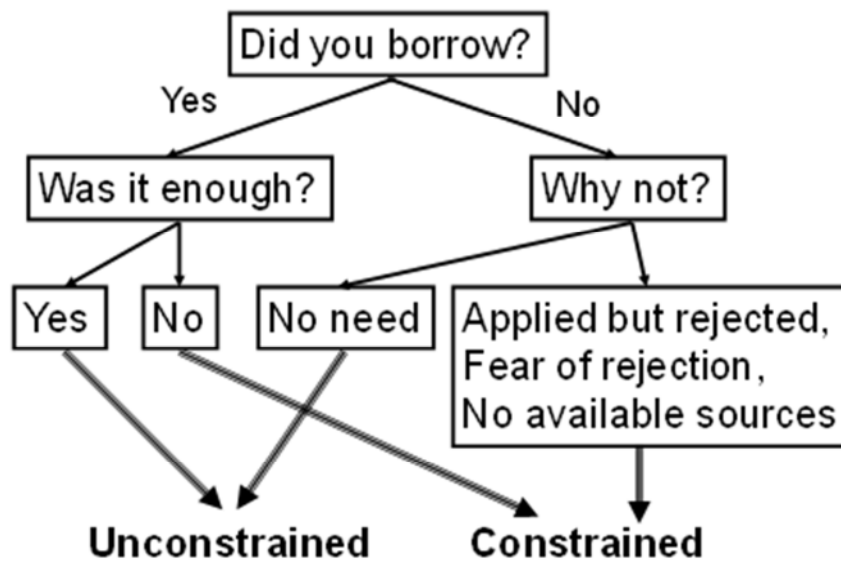 Did you borrow?
Yes
No
Was it enough?
Why not?
Yes
No
No need
Applied but rejected,
Fear of rejection,
No available sources
Unconstrained
Constrained